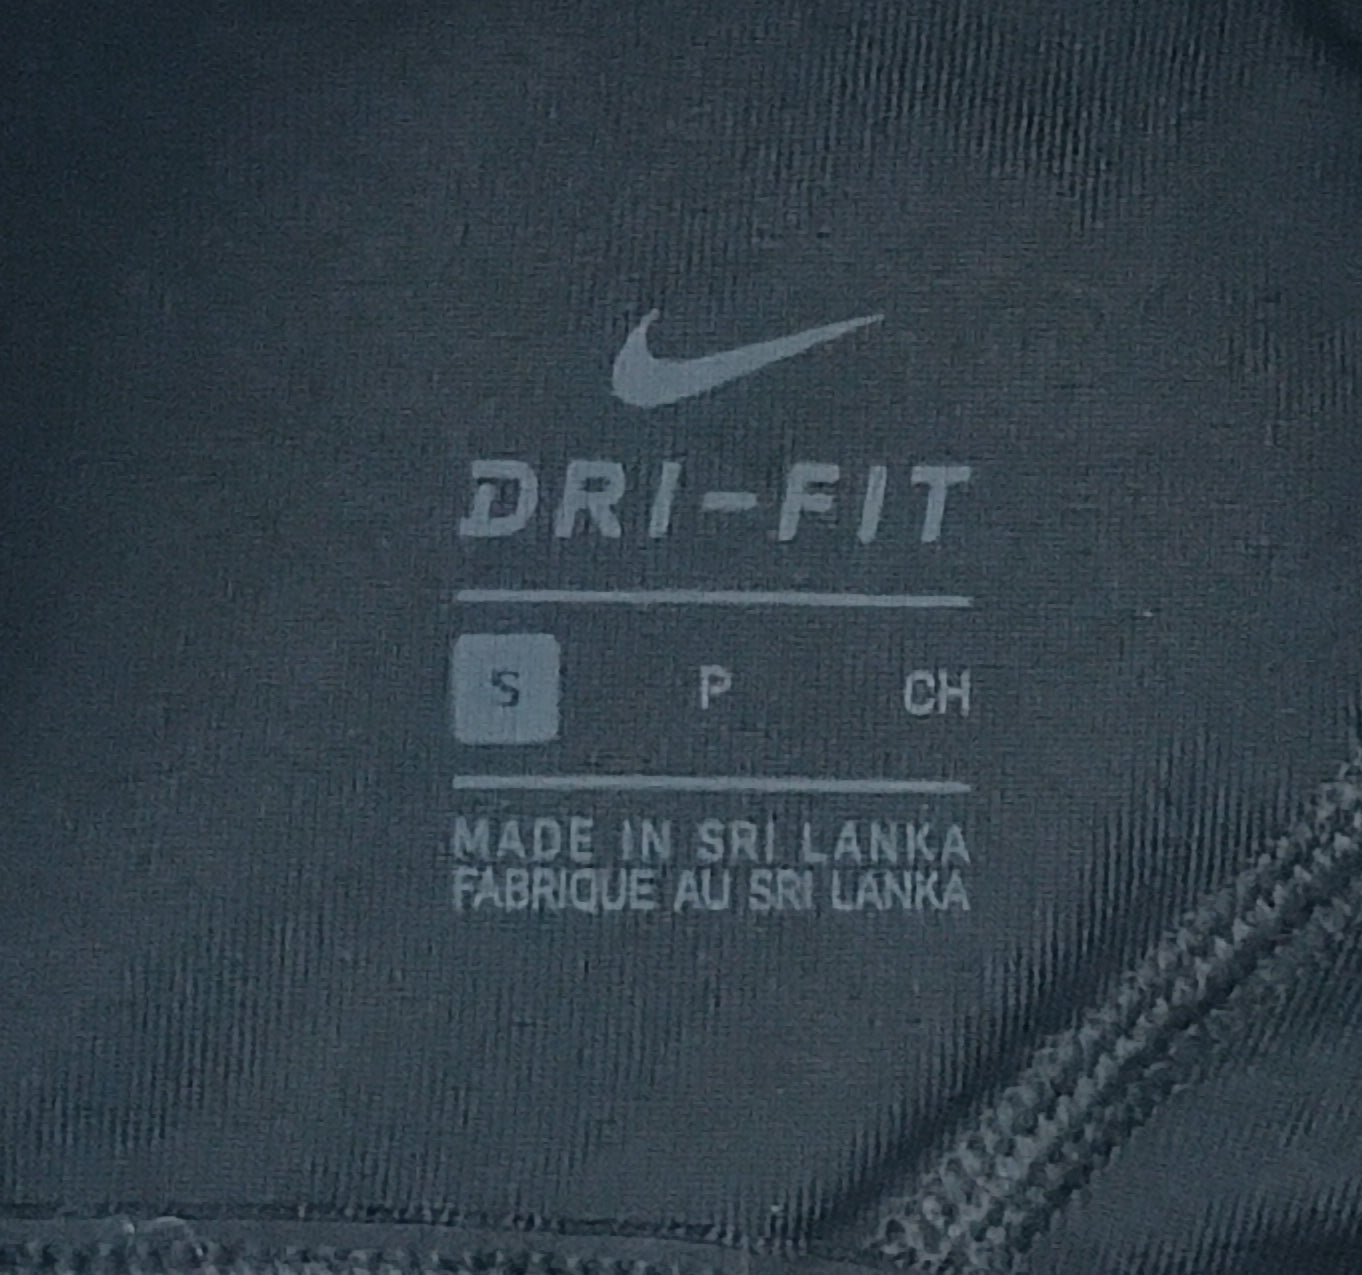 DRI-FIT
S P CH
MADE IN SRI LANKA
FABRIQUE AU SRI LANKA